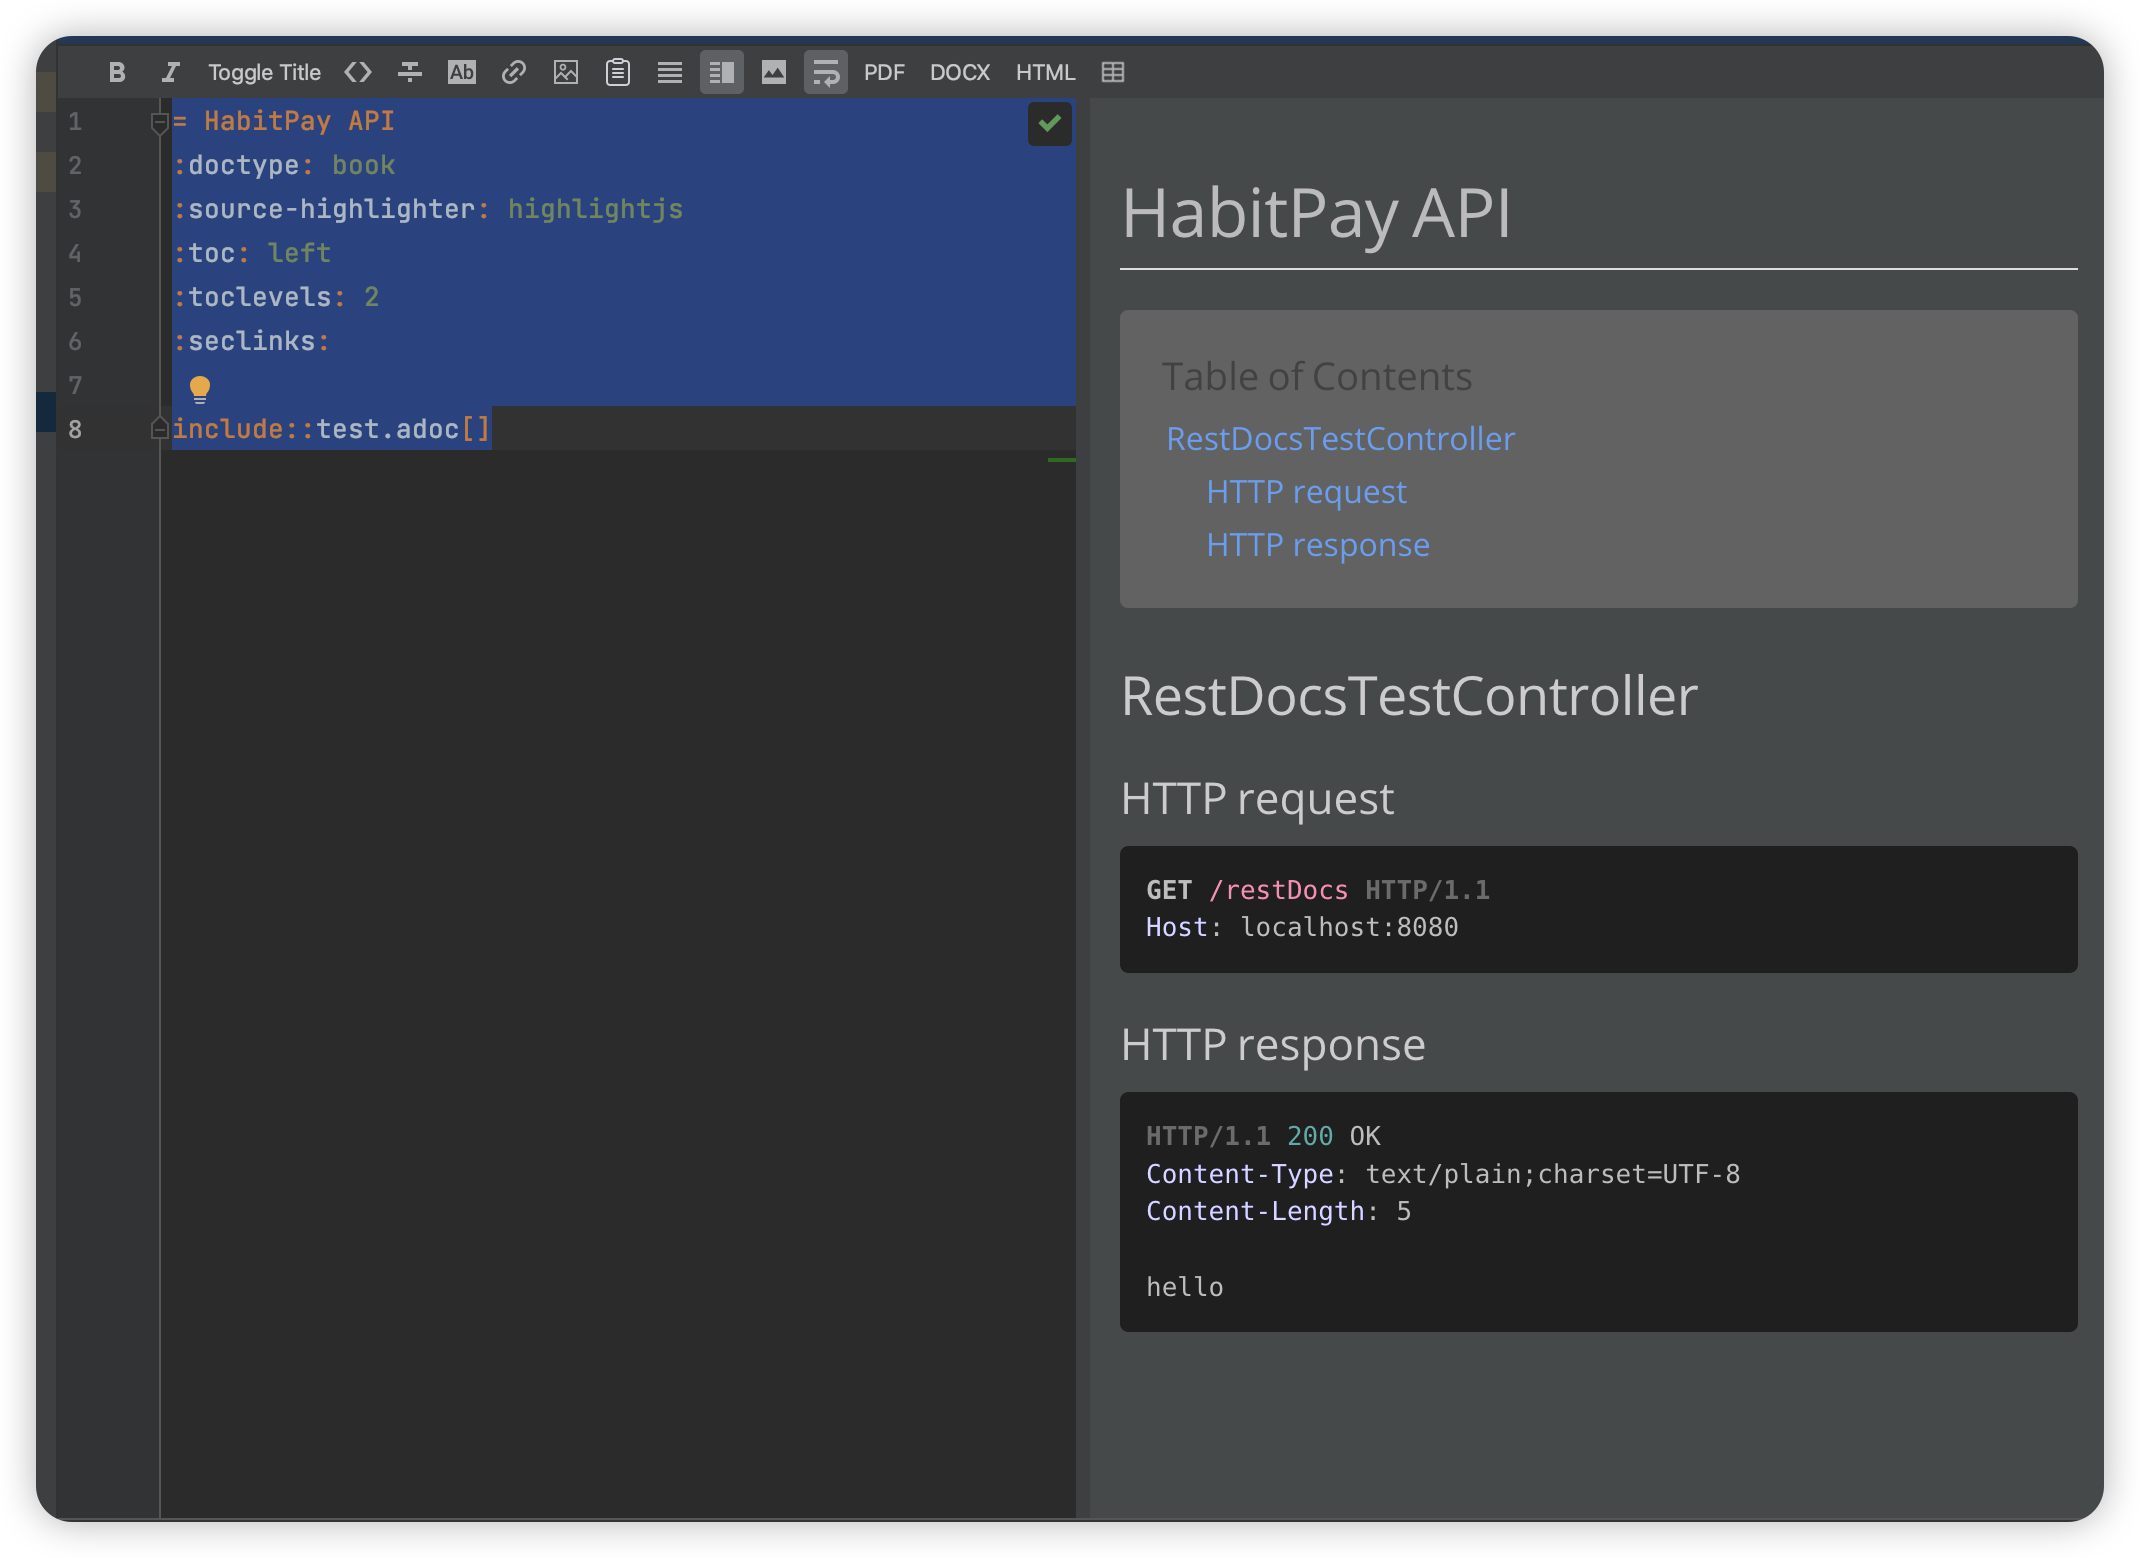 B I Toggle Title Ab PDF DOCX HTML
1 = HabitPay API
2 :doctype: book
3 :source-highlighter: highlightjs
4 :toc: left
5 :toclevels: 2
6 :seclinks:
7
8 include::test.adoc[]
HabitPay API
Table of Contents
RestDocsTestController
HTTP request
HTTP response
RestDocsTestController
HTTP request
GET /restDocs HTTP/1.1
Host: localhost:8080
HTTP response
HTTP/1.1 200 OK
Content-Type: text/plain;charset=UTF-8
Content-Length: 5
hello